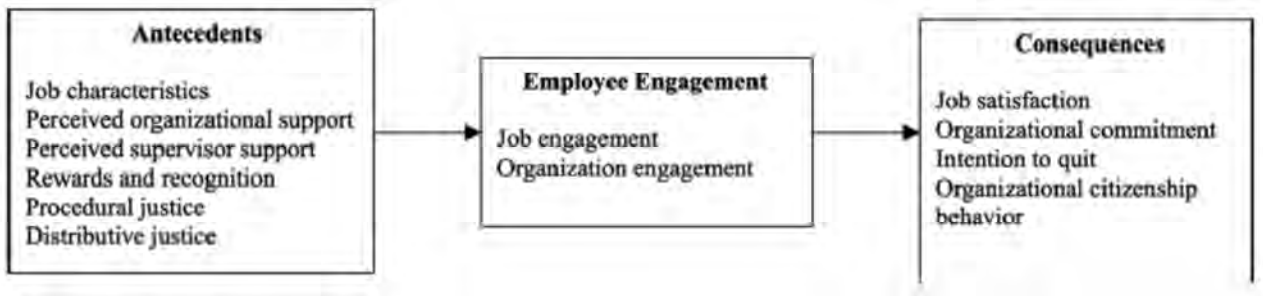 Antecedents
Job characteristics
Perceived organizational support
Perceived supervisor support
Rewards and recognition
Procedural justice
Distributive justice
Employee Engagement
Job engagement
Organization engagement
Consequences
Job satisfaction
Organizational commitment
Intention to quit
Organizational citizenship
behavior